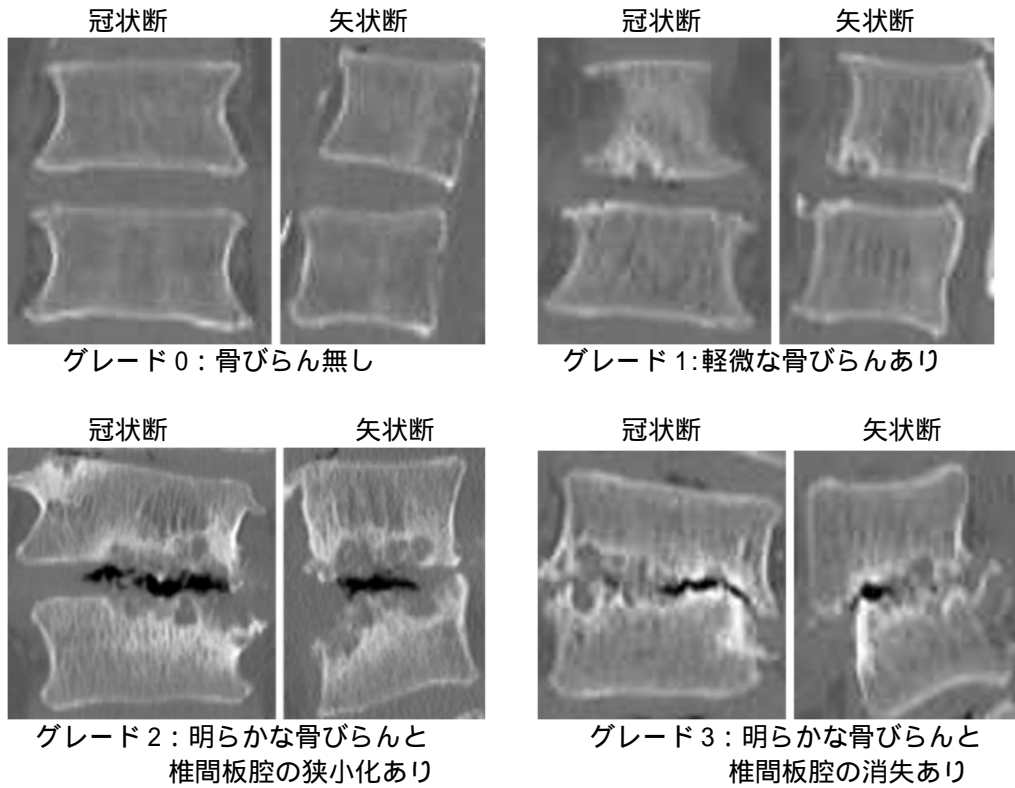 冠状断 矢状断 冠状断 矢状断
グレード0：骨びらん無し グレード1:軽微な骨びらんあり
冠状断 矢状断 冠状断 矢状断
グレード2：明らかな骨びらんと グレード3：明らかな骨びらんと
椎間板腔の狭小化あり 椎間板腔の消失あり